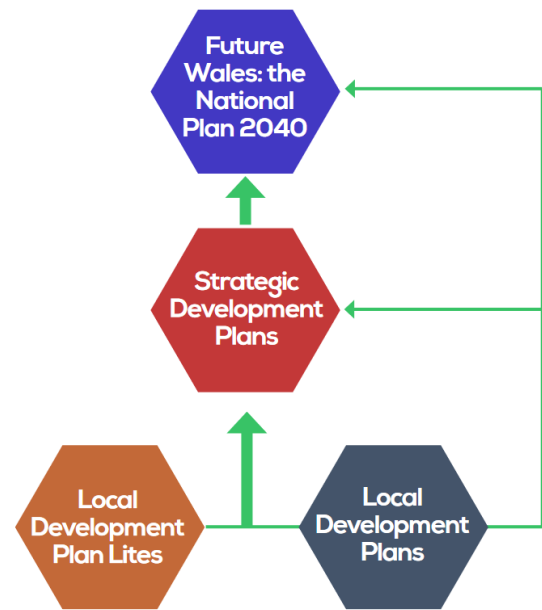 Future
Wales: the
National
Plan 2040
Strategic
Development
Plans
Local
Development
Plan Lites
Local
Development
Plans